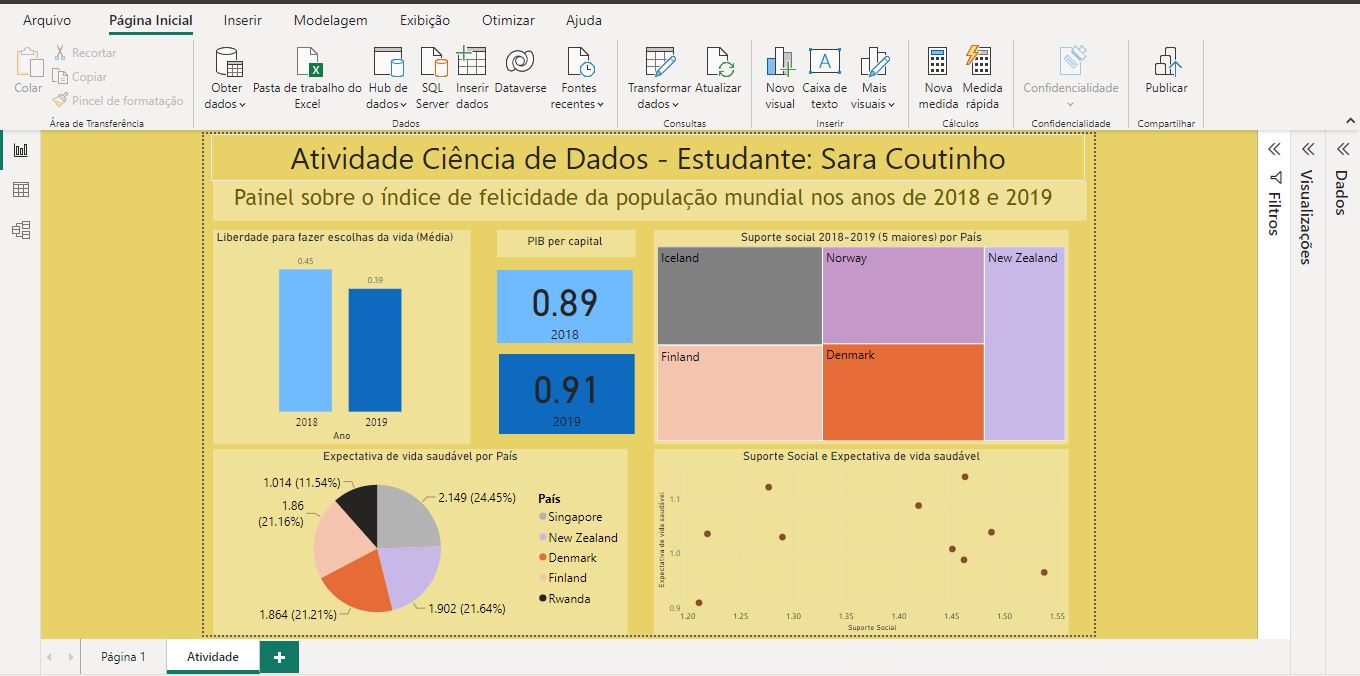 Arquivo Página Inicial Inserir Modelagem Exibição Otimizar Ajuda
Colar
Recortar
Copiar
Pincel de formatação
Área de Transferência
Obter dados
Pasta de trabalho do Excel
Hub de dados
SQL Server
Inserir dados
Dataverse
Fontes recentes
Dados
Transformar dados
Atualizar
Consultas
Novo visual
Caixa de texto
A
Mais visuais
Inserir
Nova medida
Medida rápida
Cálculos
Confidencialidade
Confidencialidade
Publicar
Compartilhar
Atividade Ciência de Dados - Estudante: Sara Coutinho
Painel sobre o índice de felicidade da população mundial nos anos de 2018 e 2019
Liberdade para fazer escolhas da vida (Média)
0.45
0.39
2018 2019
Ano
PIB per capital
0.89
2018
0.91
2019
Suporte social 2018-2019 (5 maiores) por País
Iceland
Norway
New Zealand
Finland
Denmark
Expectativa de vida saudável por País
1.014 (11.54%)
2.149 (24.45%)
1.86
(21.16%)
1.864 (21.21%)
1.902 (21.64%)
País
Singapore
New Zealand
Denmark
Finland
Rwanda
Suporte Social e Expectativa de vida saudável
Expectativa de vida saudável
1.1
1.0
0.9
1.20 1.25 1.30 1.35 1.40 1.45 1.50 1.55
Suporte Social
Filtros
Visualizações
Dados
Página 1
Atividade